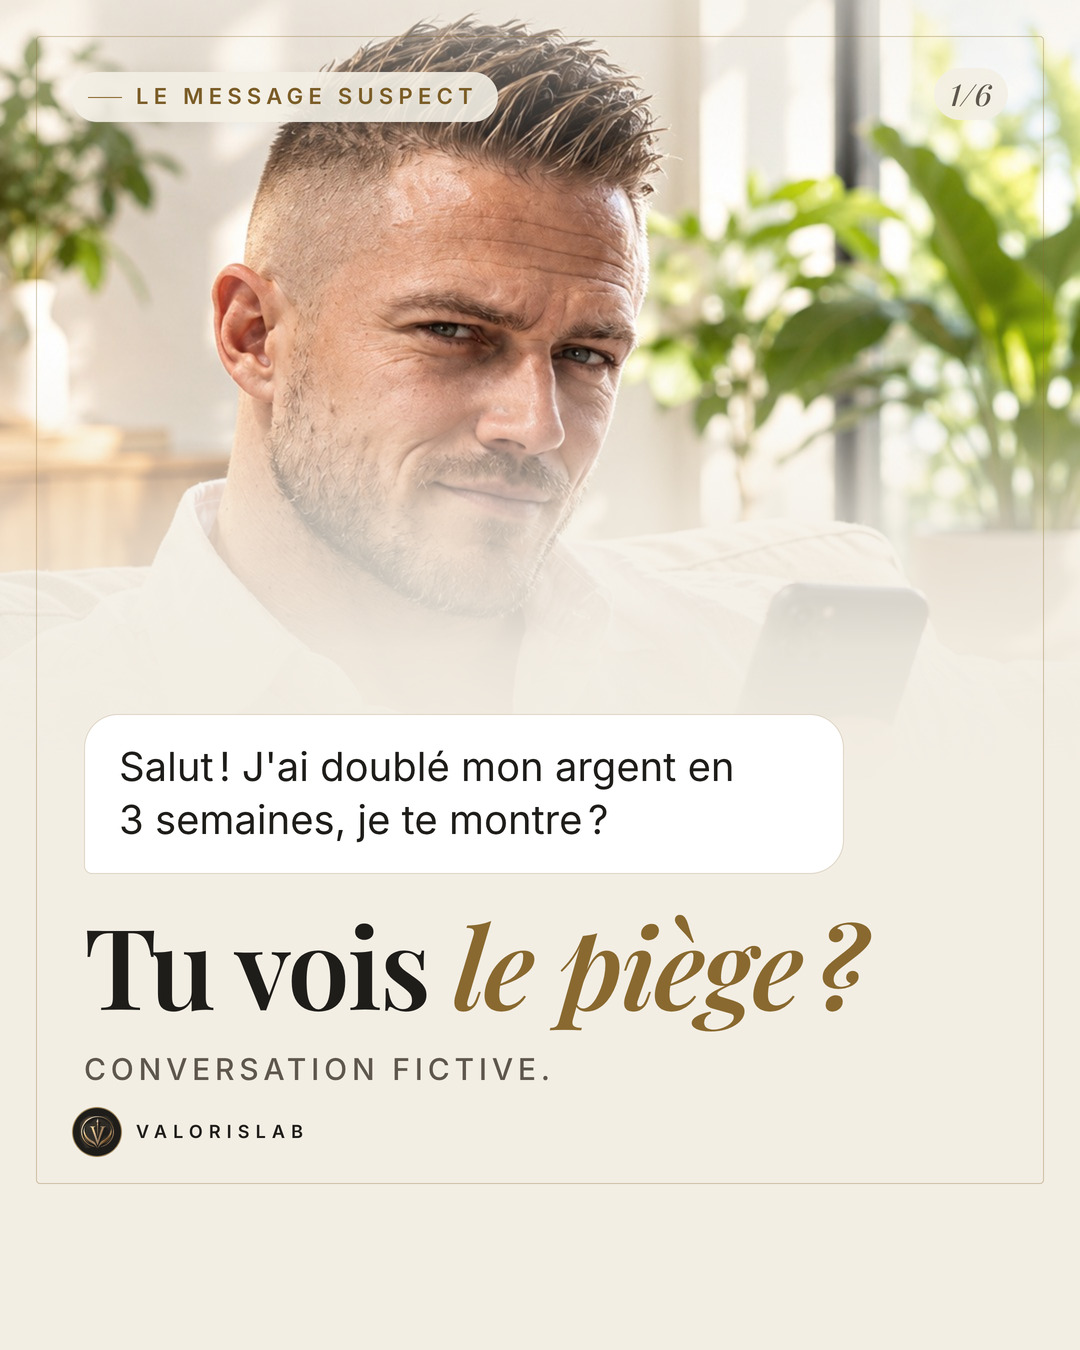 LE MESSAGE SUSPECT
1/6
Salut ! J'ai doublé mon argent en
3 semaines, je te montre ?
Tu vois le piège ?
CONVERSATION FICTIVE.
VALORISLAB